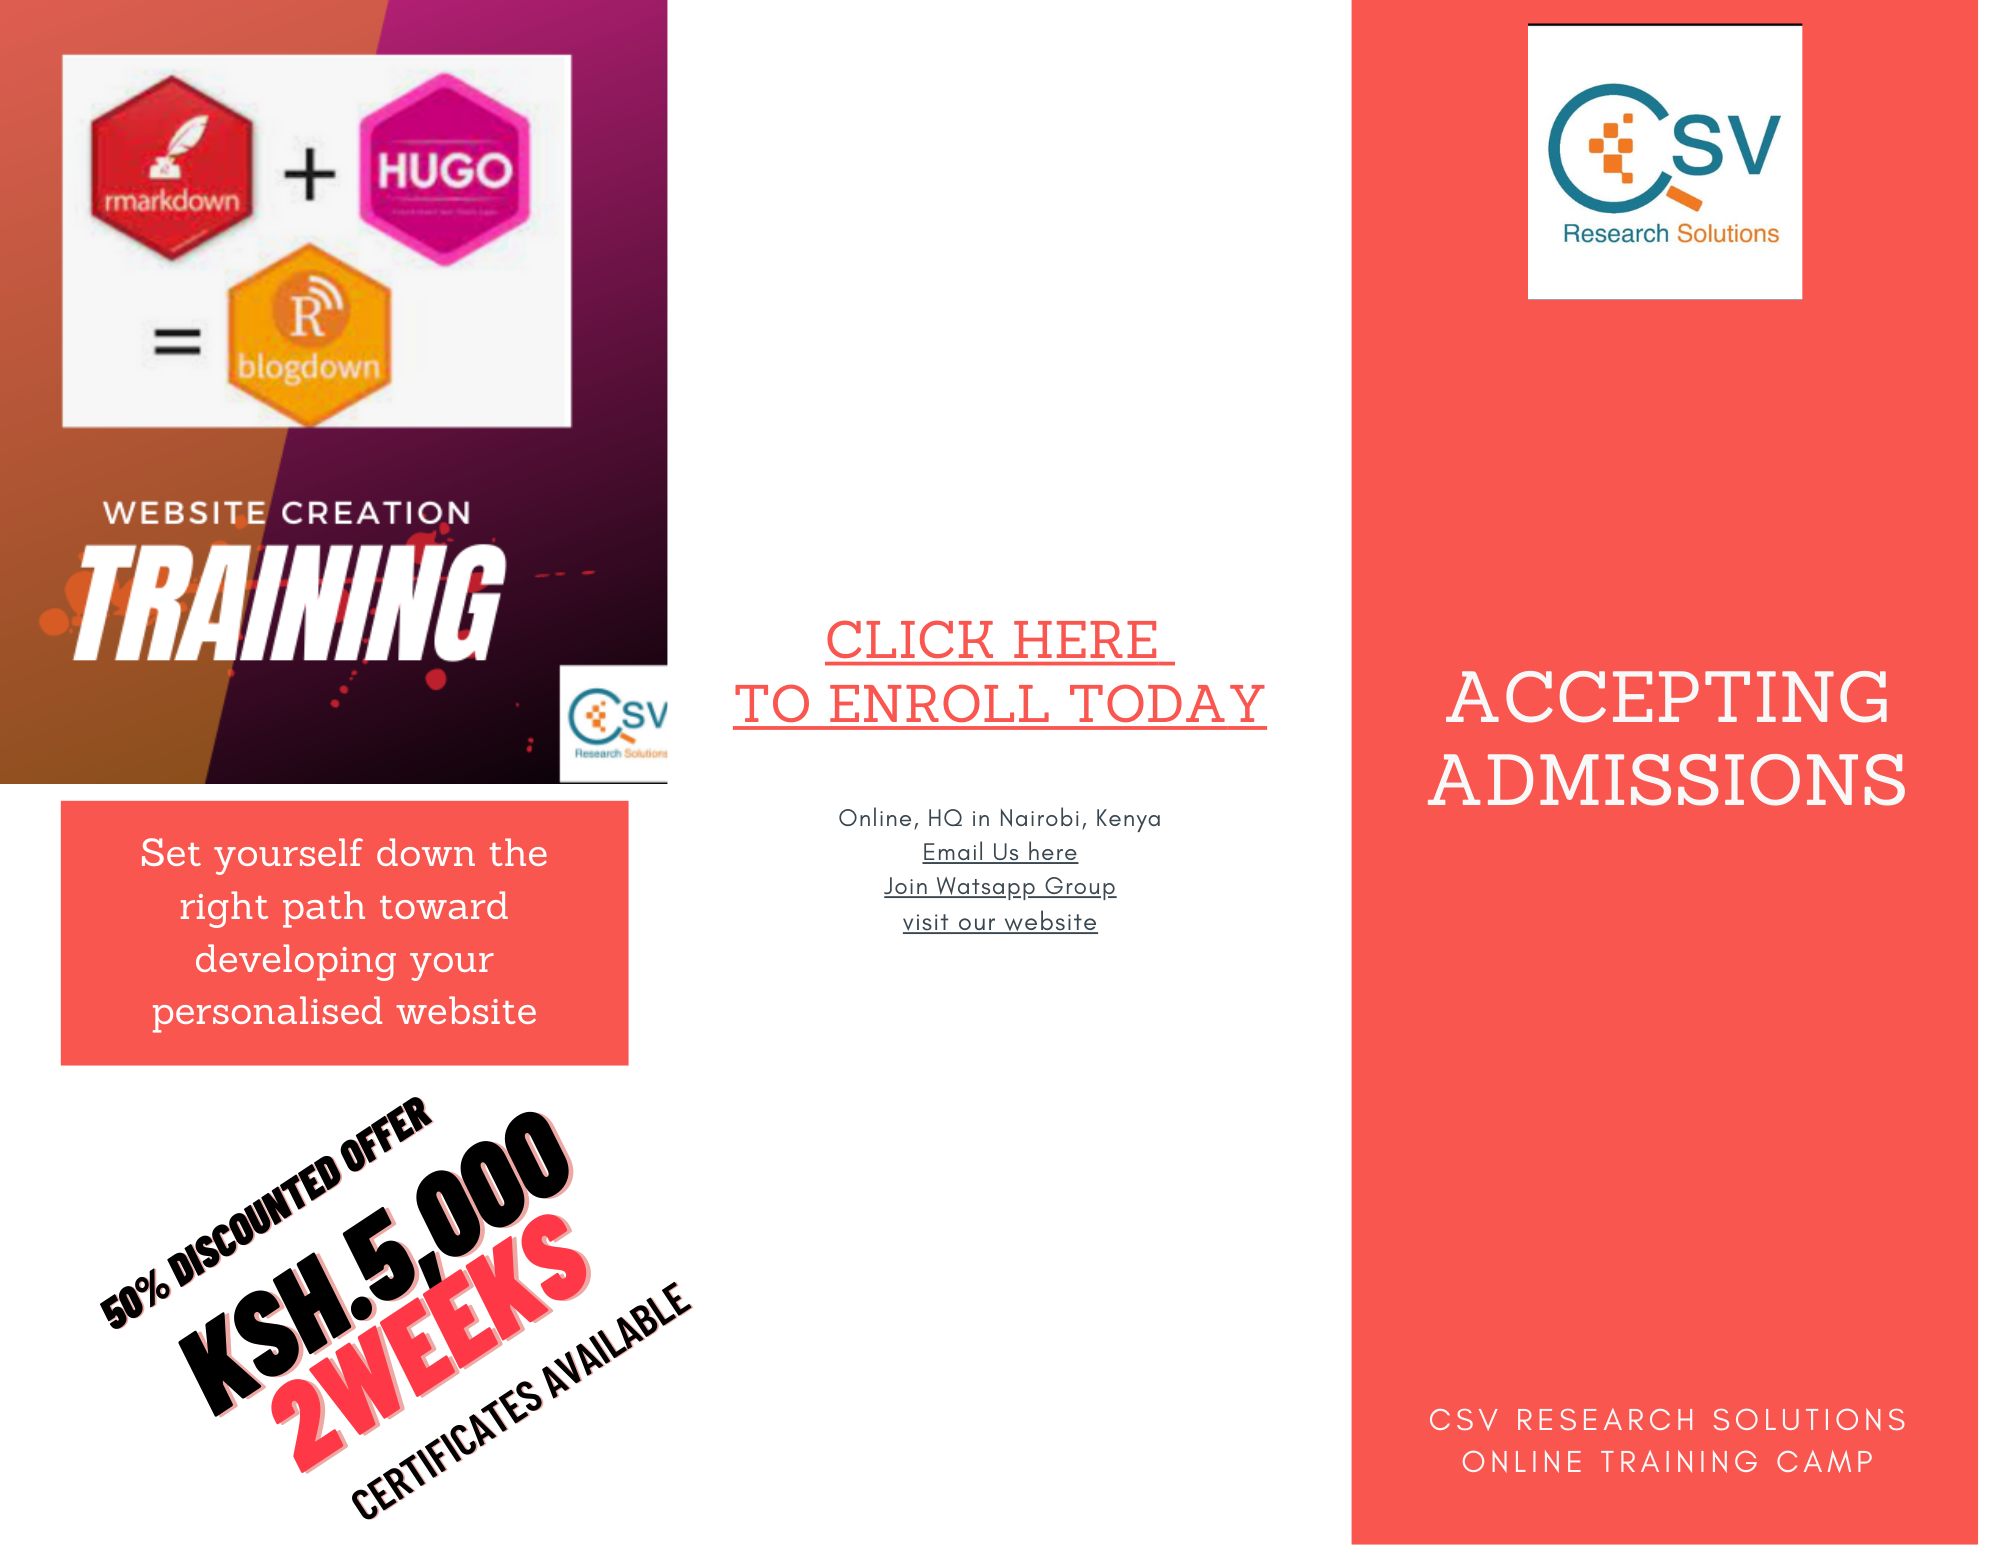 rmarkdown
+
HUGO
=
R
blogdown
WEBSITE CREATION
TRAINING
CSV
Research Solutions
Set yourself down the
right path toward
developing your
personalised website
50% DISCOUNTED OFFER
KSH.5,000
2WEEKS
CERTIFICATES AVAILABLE
CLICK HERE
TO ENROLL TODAY
Online, HQ in Nairobi, Kenya
Email Us here
Join Watsapp Group
visit our website
CSV
Research Solutions
ACCEPTING
ADMISSIONS
CSV RESEARCH SOLUTIONS
ONLINE TRAINING CAMP